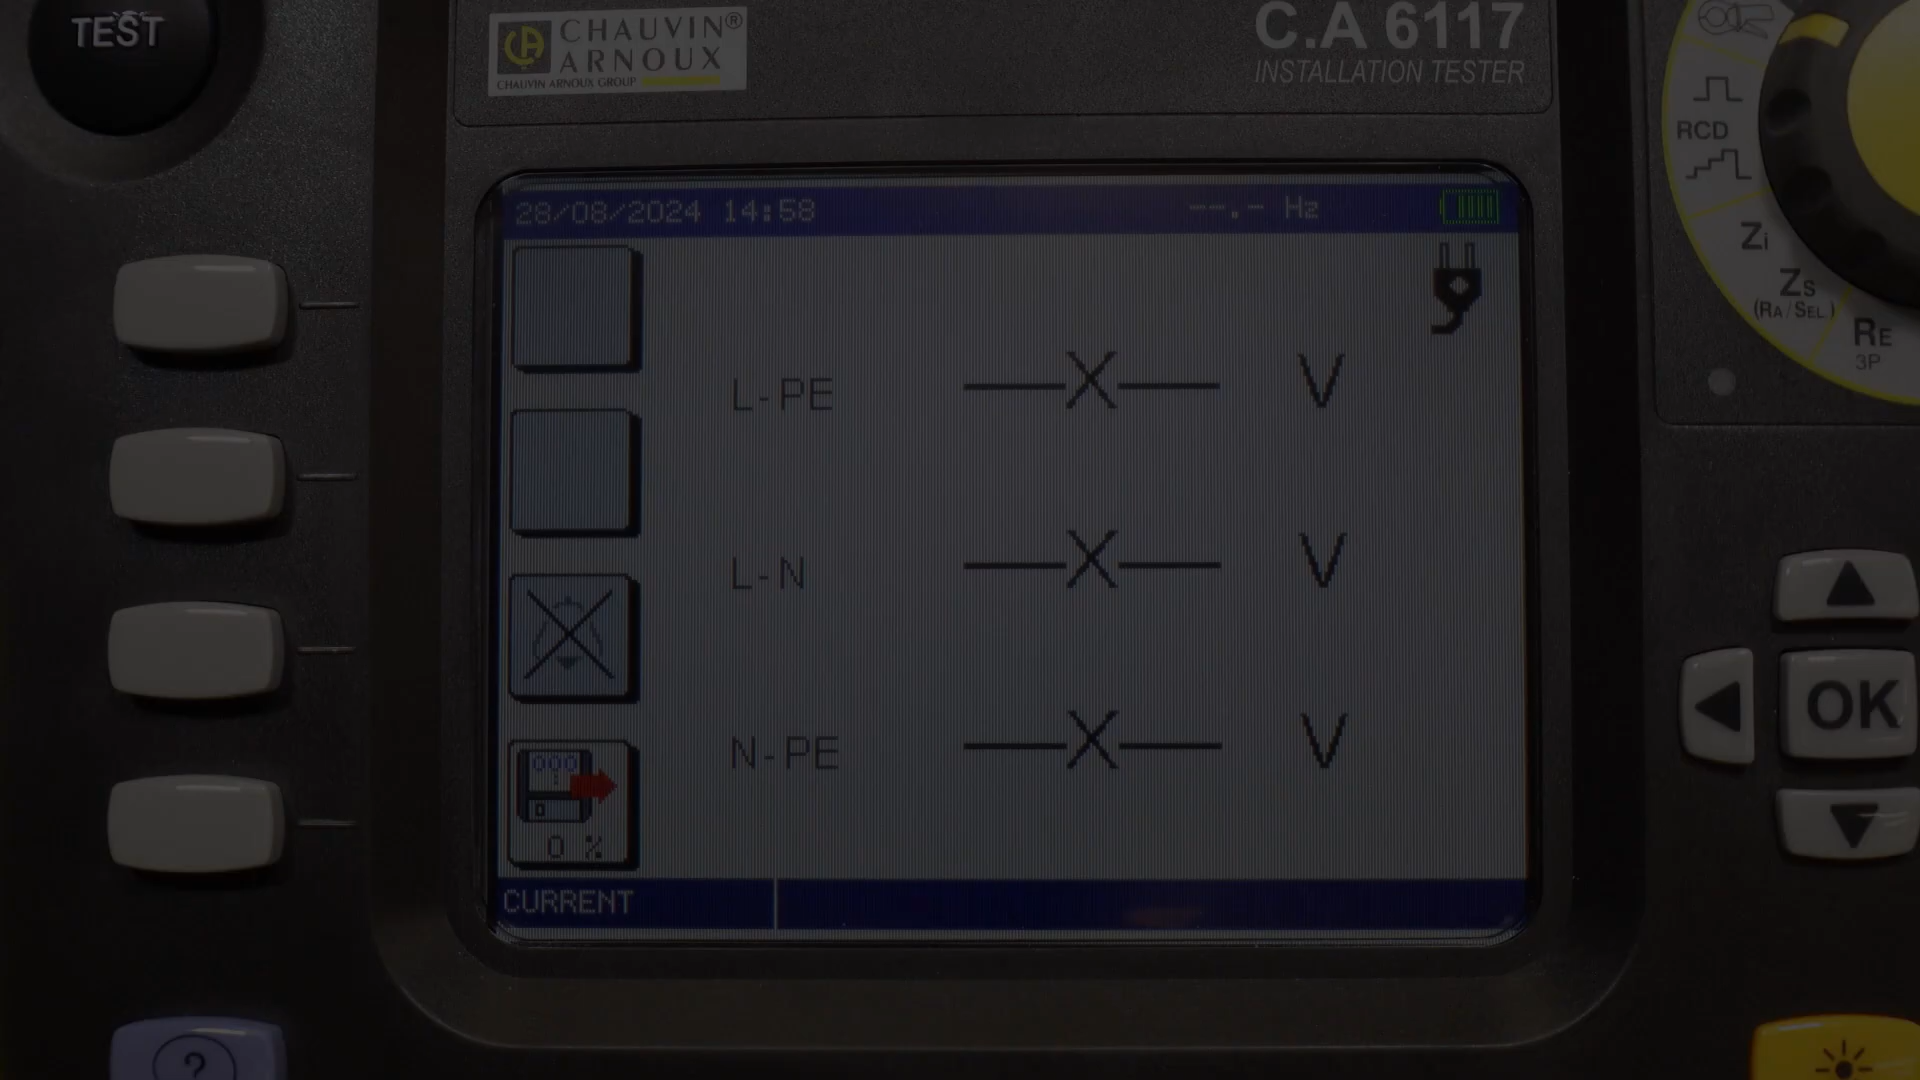 TEST
CHAUVIN®
ARNOUX
CHAUVIN ARNOUX GROUP
C.A 6117
INSTALLATION TESTER
28/08/2024 14:58
--.- Hz
L-PE —X— V
L-N —X— V
N-PE —X— V
000
0 %
CURRENT
RCD
Zi
Zs
(RA/SEL)
RE
3P
OK
?